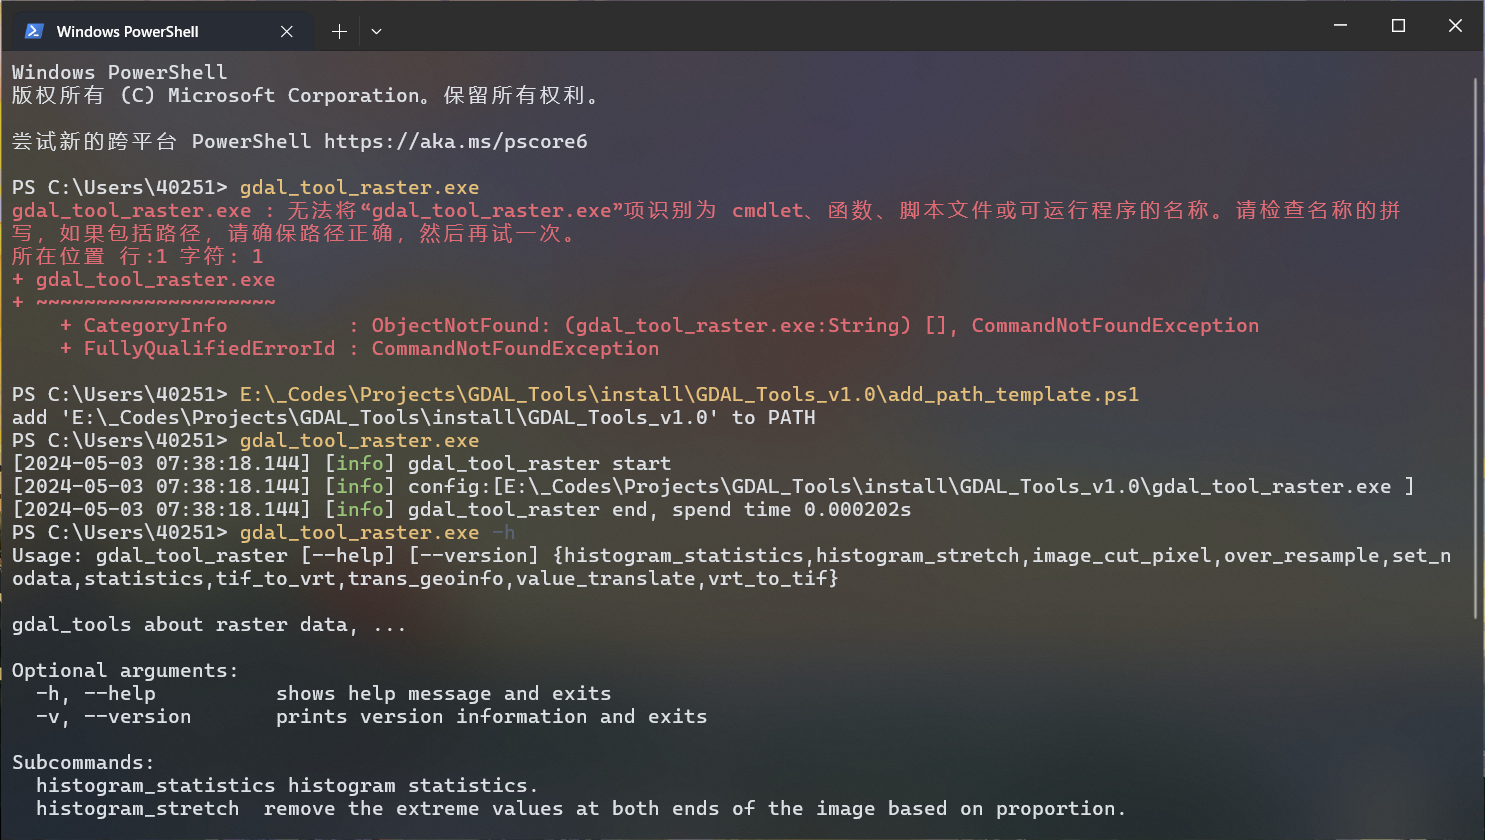 Windows PowerShell
Windows PowerShell
版权所有 (C) Microsoft Corporation。保留所有权利。
尝试新的跨平台 PowerShell https://aka.ms/pscore6
PS C:\Users\40251> gdal_tool_raster.exe
gdal_tool_raster.exe : 无法将“gdal_tool_raster.exe”项识别为 cmdlet、函数、脚本文件或可运行程序的名称。请检查名称的拼
写，如果包括路径，请确保路径正确，然后再试一次。
所在位置 行:1 字符: 1
+ gdal_tool_raster.exe
+ ~~~~~~~~~~~~~~~~~~~~
    + CategoryInfo          : ObjectNotFound: (gdal_tool_raster.exe:String) [], CommandNotFoundException
    + FullyQualifiedErrorId : CommandNotFoundException
PS C:\Users\40251> E:\_Codes\Projects\GDAL_Tools\install\GDAL_Tools_v1.0\add_path_template.ps1
add 'E:\_Codes\Projects\GDAL_Tools\install\GDAL_Tools_v1.0' to PATH
PS C:\Users\40251> gdal_tool_raster.exe
[2024-05-03 07:38:18.144] [info] gdal_tool_raster start
[2024-05-03 07:38:18.144] [info] config:[E:\_Codes\Projects\GDAL_Tools\install\GDAL_Tools_v1.0\gdal_tool_raster.exe ]
[2024-05-03 07:38:18.144] [info] gdal_tool_raster end, spend time 0.000202s
PS C:\Users\40251> gdal_tool_raster.exe -h
Usage: gdal_tool_raster [--help] [--version] {histogram_statistics,histogram_stretch,image_cut_pixel,over_resample,set_n
odata,statistics,tif_to_vrt,trans_geoinfo,value_translate,vrt_to_tif}
gdal_tools about raster data, ...
Optional arguments:
  -h, --help          shows help message and exits
  -v, --version       prints version information and exits
Subcommands:
  histogram_statistics histogram statistics.
  histogram_stretch  remove the extreme values at both ends of the image based on proportion.